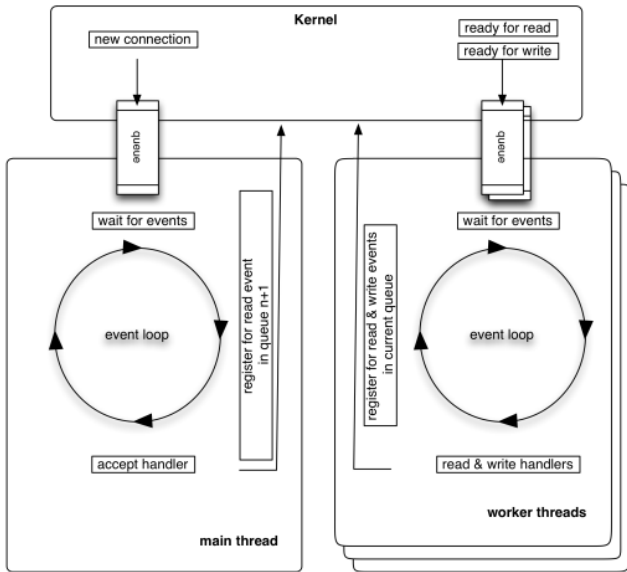 Kernel
new connection
ready for read
ready for write
queue
queue
wait for events
event loop
accept handler
register for read event
in queue n+1
main thread
register for read & write events
in current queue
wait for events
event loop
read & write handlers
worker threads